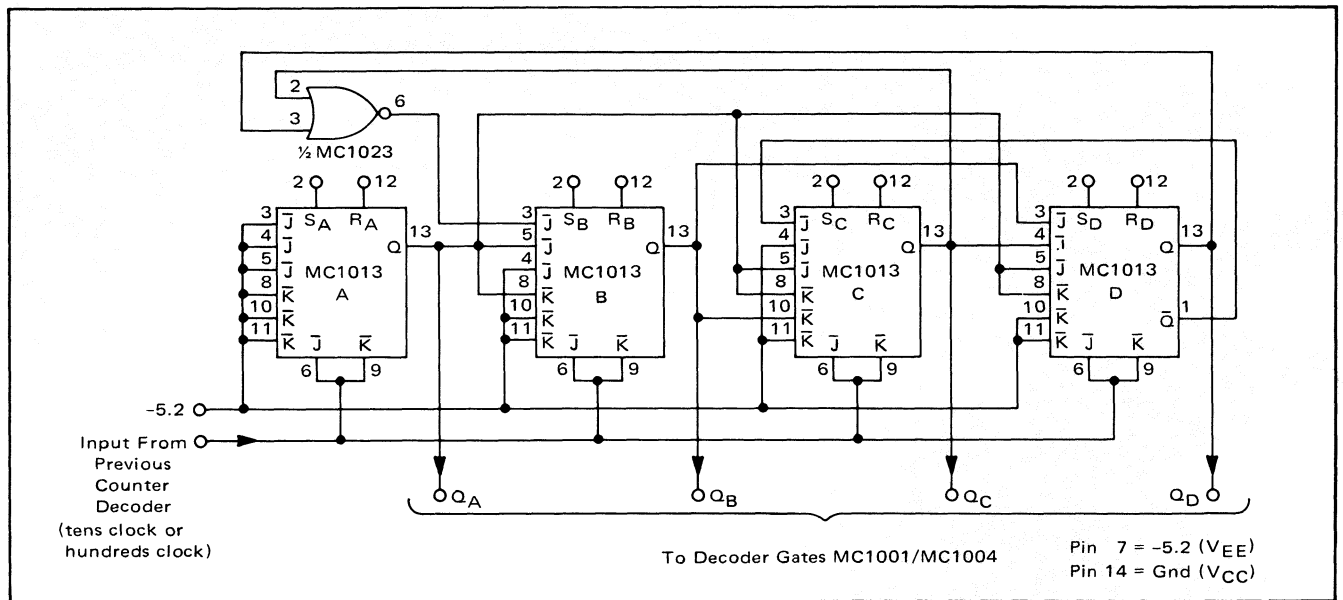 2
3
6
½ MC1023
2 12
S_A R_A
3 J̅
4 J̅
5 J̅
8 K̅
10 K̅
11 K̅
Q 13
MC1013
A
J̅ K̅
6 9
2 12
S_B R_B
3 J̅
5 J̅
4 J̅
8 K̅
10 K̅
11 K̅
Q 13
MC1013
B
J̅ K̅
6 9
2 12
S_C R_C
3 J̅
4 J̅
5 J̅
8 K̅
10 K̅
11 K̅
Q 13
MC1013
C
J̅ K̅
6 9
2 12
S_D R_D
3 J̅
4 J̅
5 J̅
8 K̅
10 K̅
11 K̅
Q 13
Q̅ 1
MC1013
D
J̅ K̅
6 9
-5.2
Input From
Previous
Counter
Decoder
(tens clock or
hundreds clock)
Q_A
Q_B
Q_C
Q_D
To Decoder Gates MC1001/MC1004
Pin 7 = -5.2 (V_EE)
Pin 14 = Gnd (V_CC)